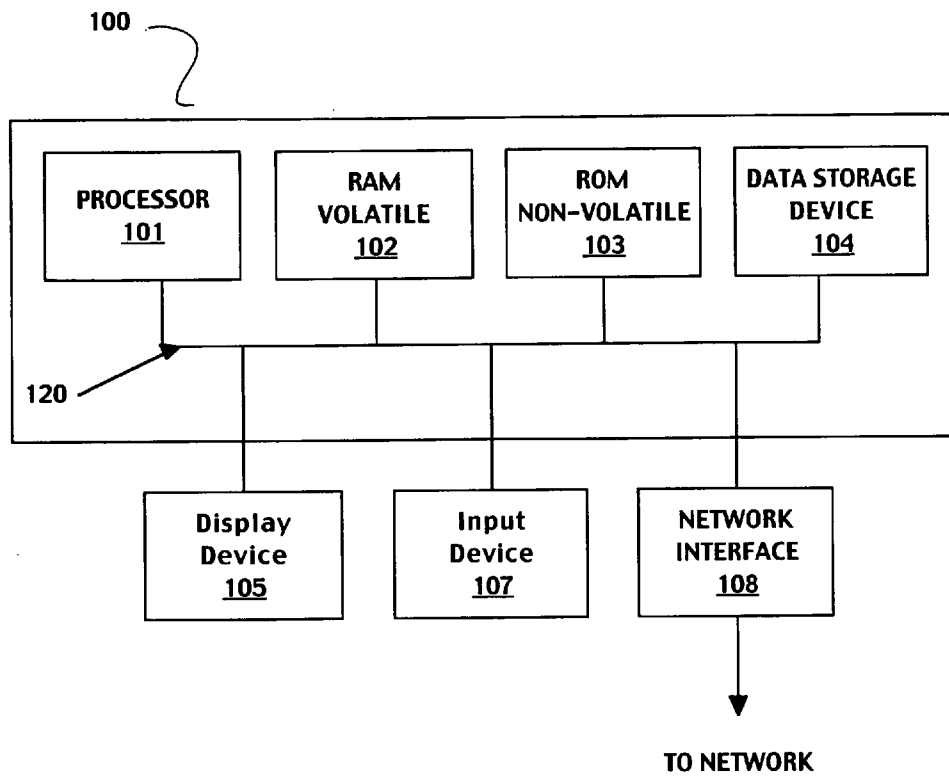 100
PROCESSOR
101
RAM
VOLATILE
102
ROM
NON-VOLATILE
103
DATA STORAGE
DEVICE
104
120
Display
Device
105
Input
Device
107
NETWORK
INTERFACE
108
TO NETWORK